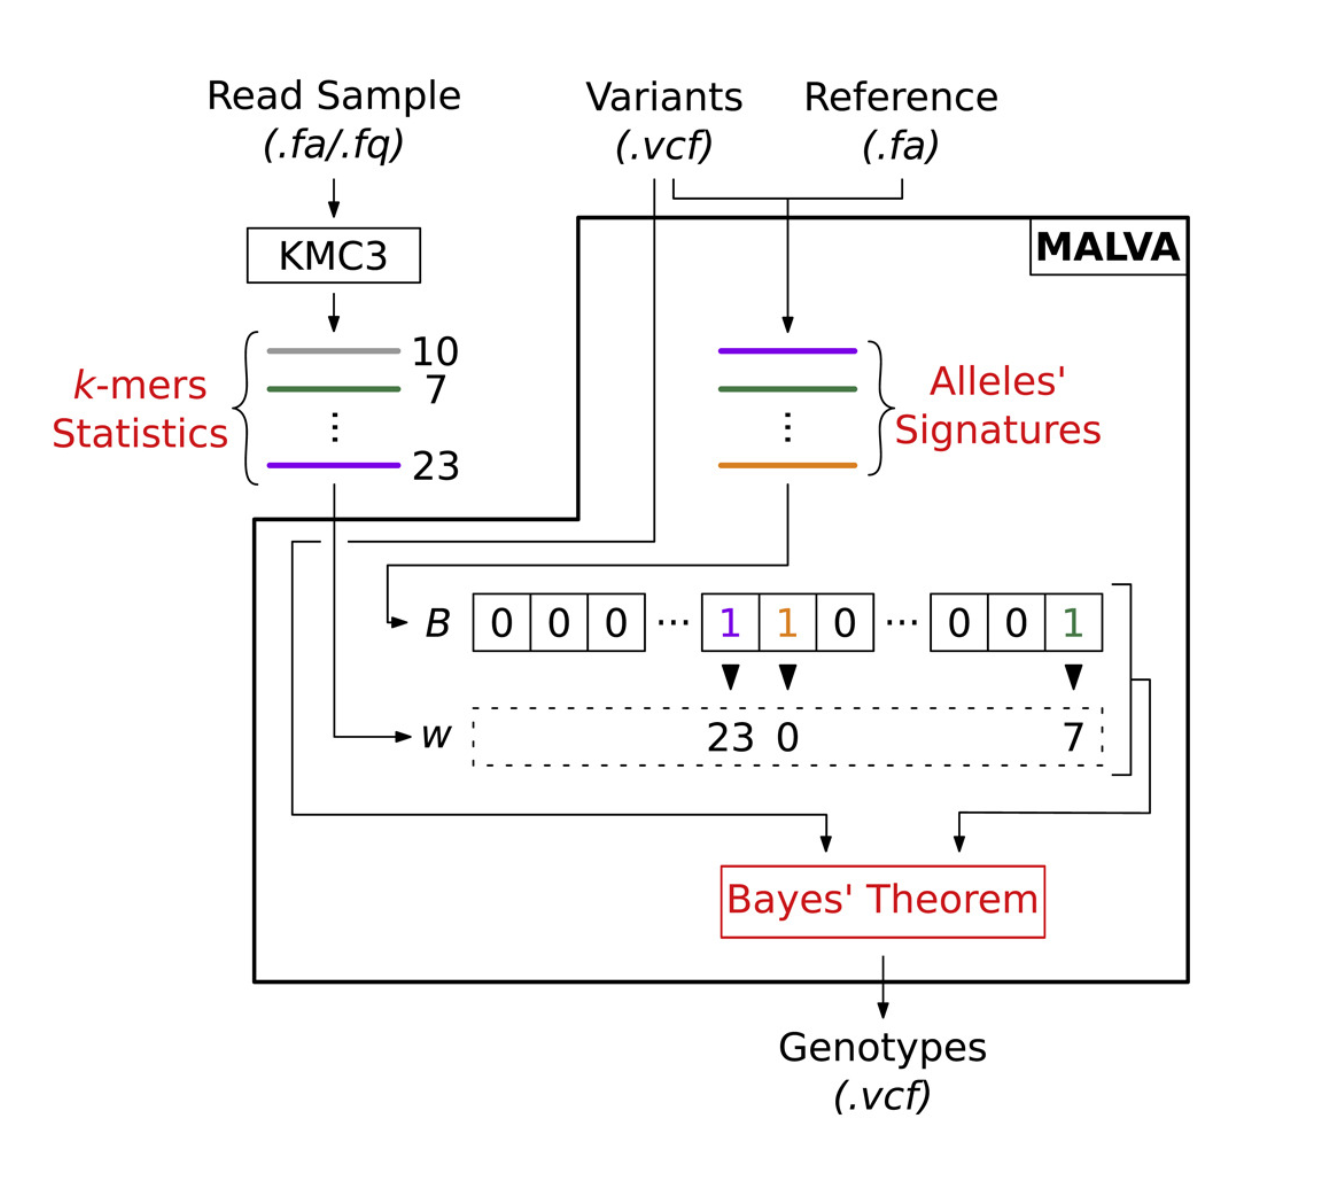 Read Sample
(.fa/.fq)
Variants
(.vcf)
Reference
(.fa)
KMC3
MALVA
k-mers
Statistics
10
7
⋮
23
Alleles'
Signatures
⋮
B 0 0 0 ... 1 1 0 ... 0 0 1
w 23 0 7
Bayes' Theorem
Genotypes
(.vcf)